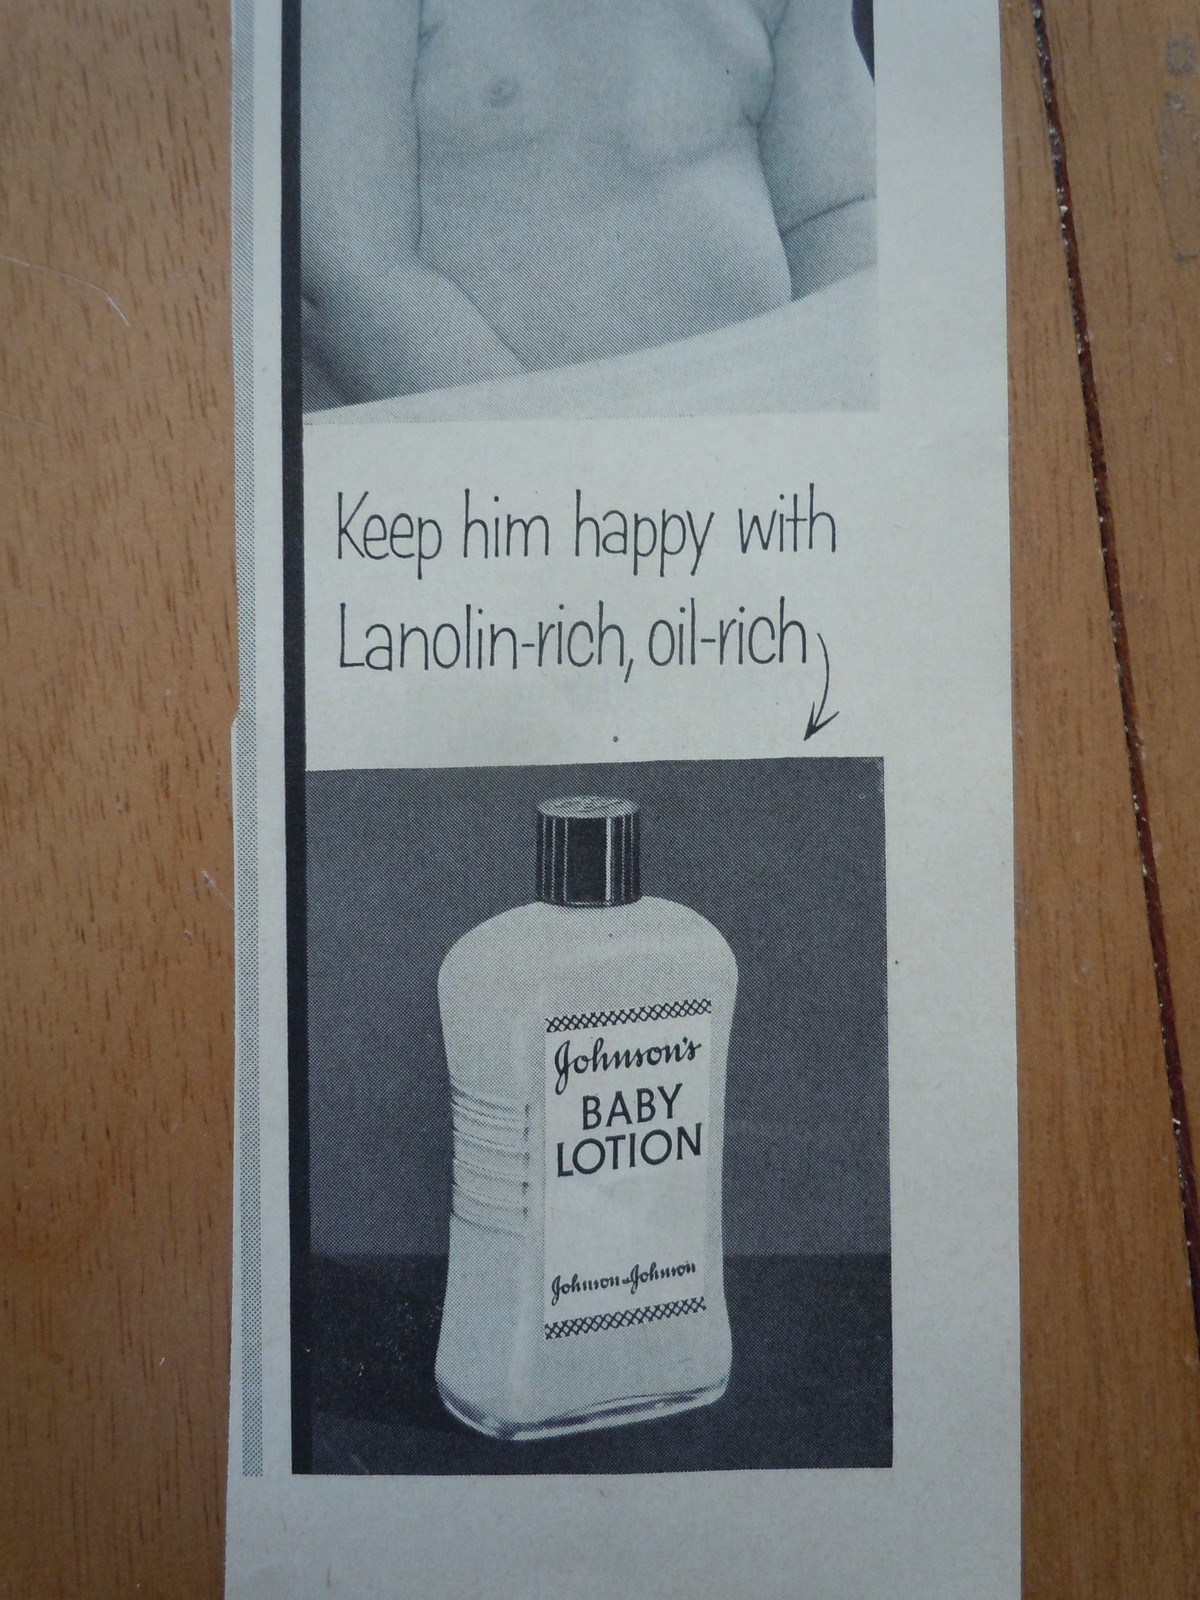 Keep him happy with
Lanolin-rich, oil-rich
Johnson's
BABY
LOTION
Johnson & Johnson